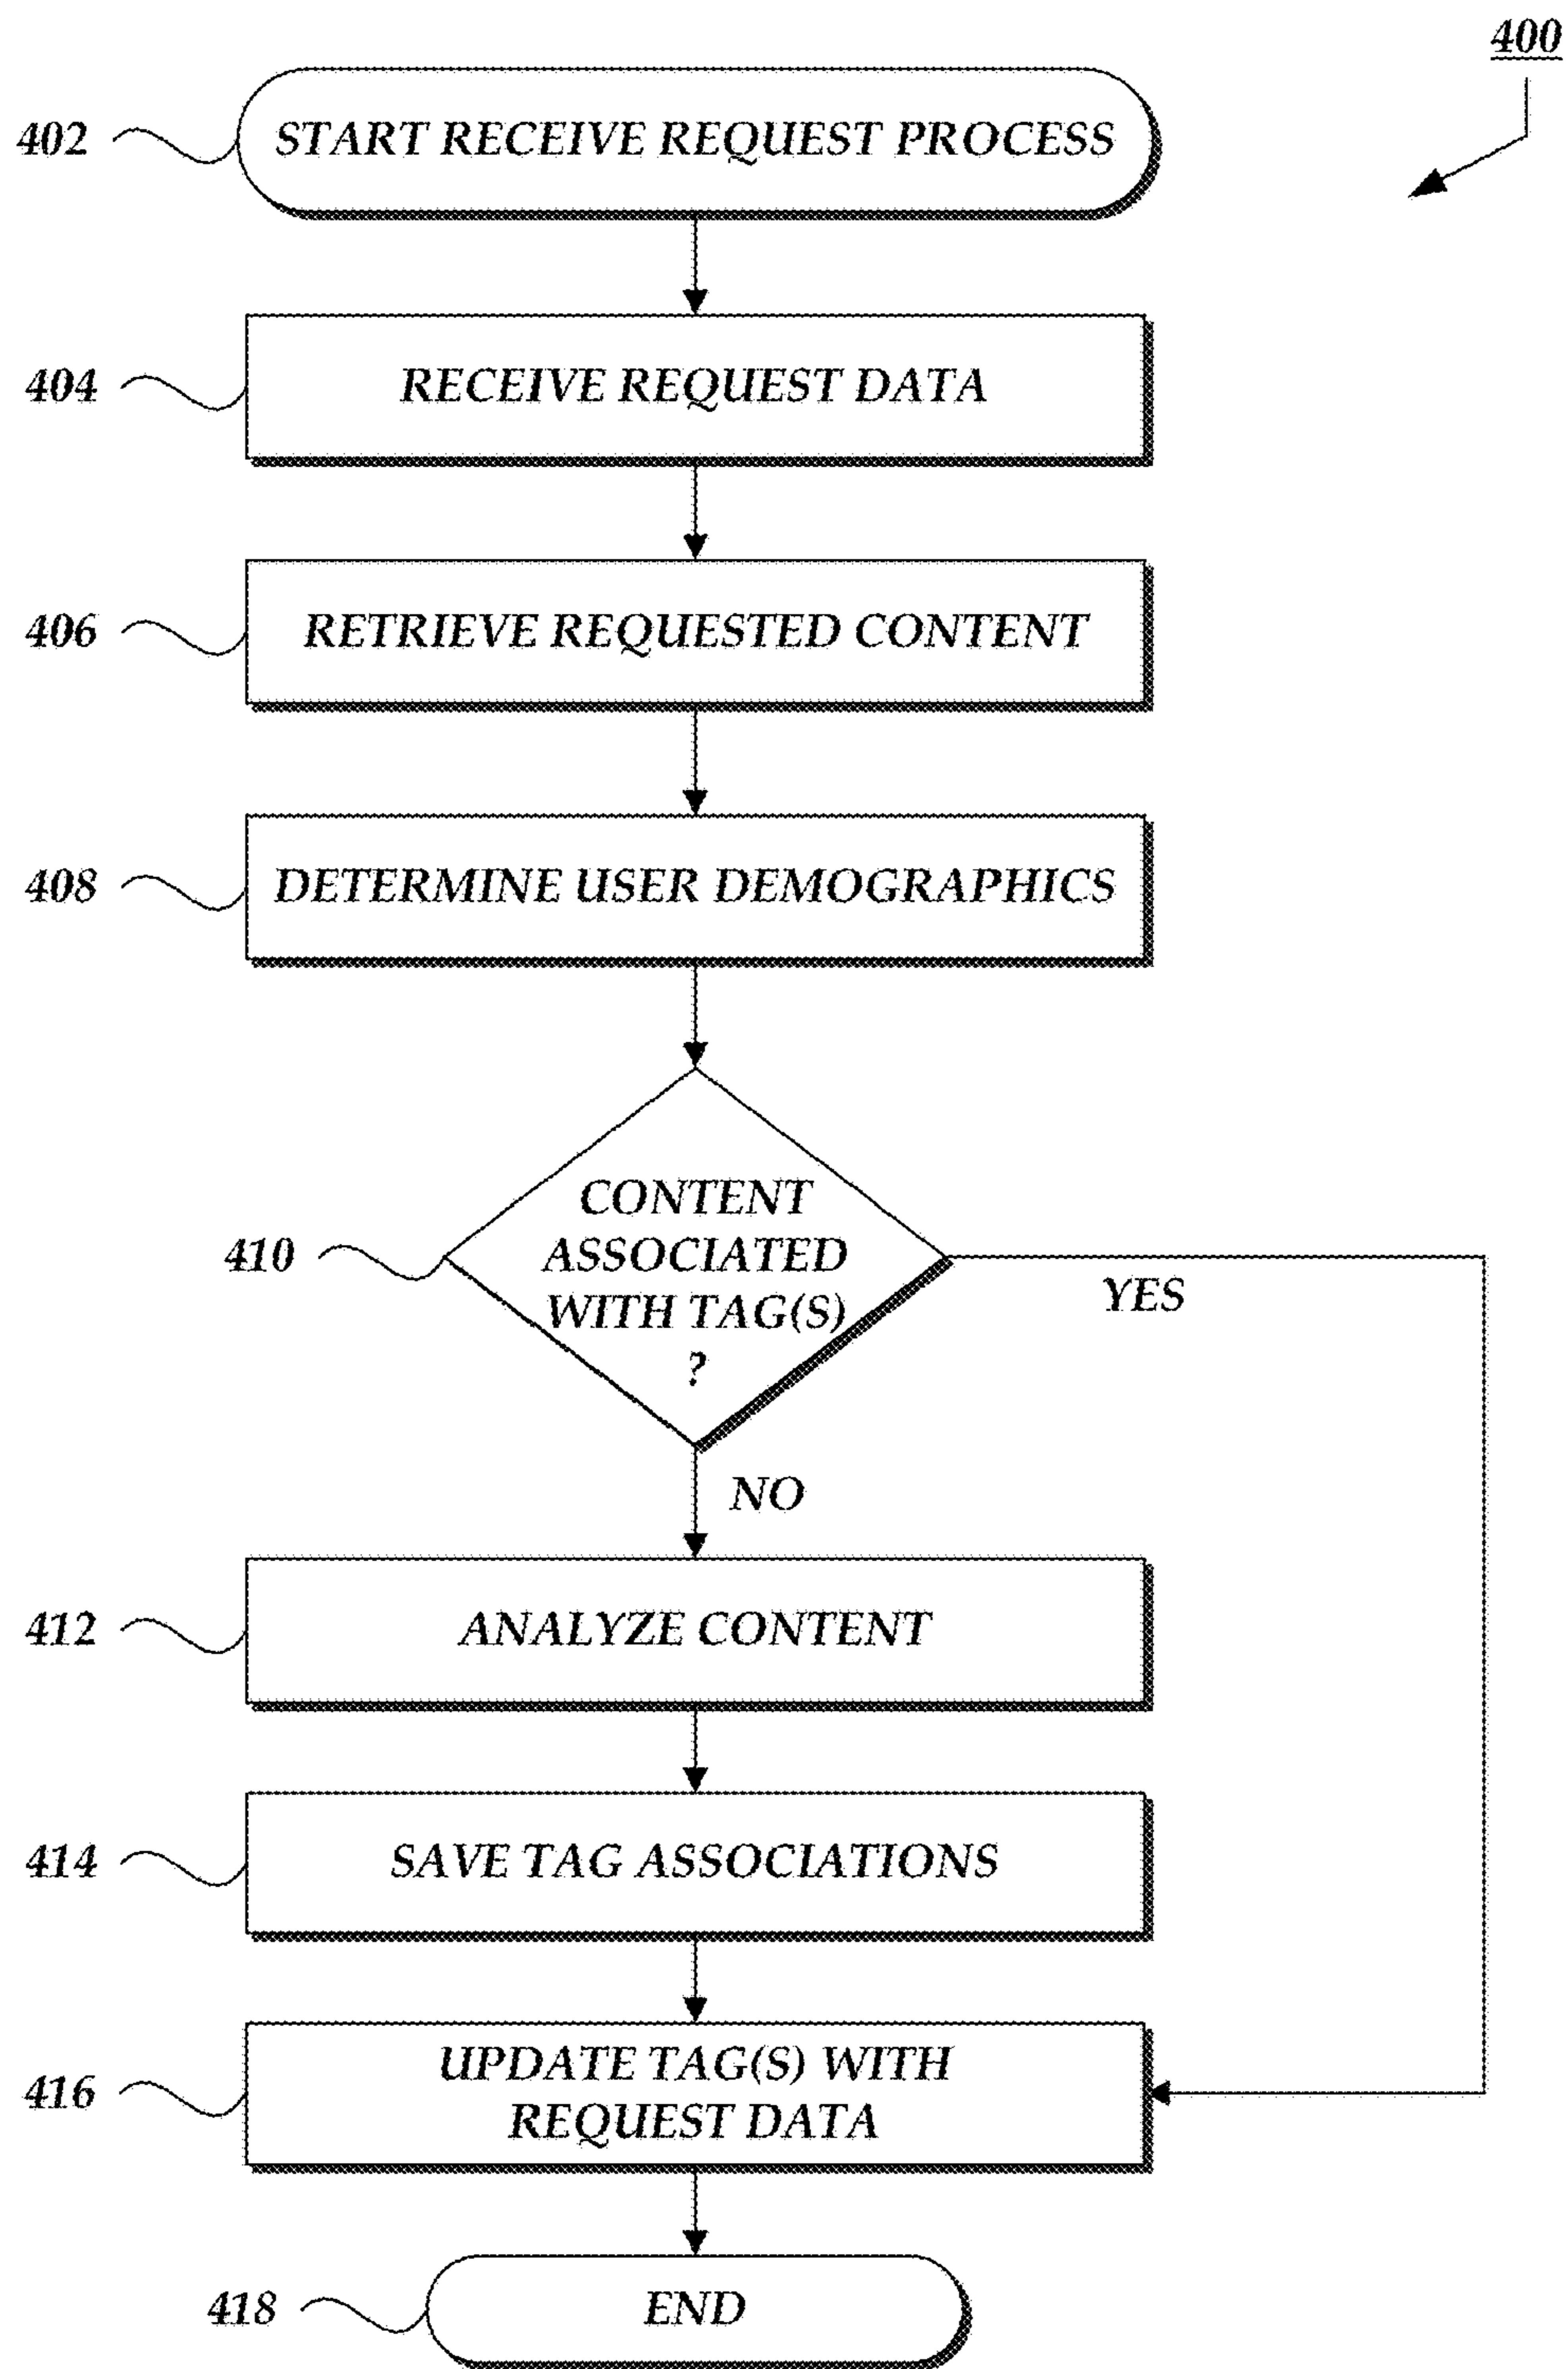 400
402 START RECEIVE REQUEST PROCESS
404 RECEIVE REQUEST DATA
406 RETRIEVE REQUESTED CONTENT
408 DETERMINE USER DEMOGRAPHICS
CONTENT
410 ASSOCIATED
WITH TAG(S)
?
YES
NO
412 ANALYZE CONTENT
414 SAVE TAG ASSOCIATIONS
416 UPDATE TAG(S) WITH
REQUEST DATA
418 END